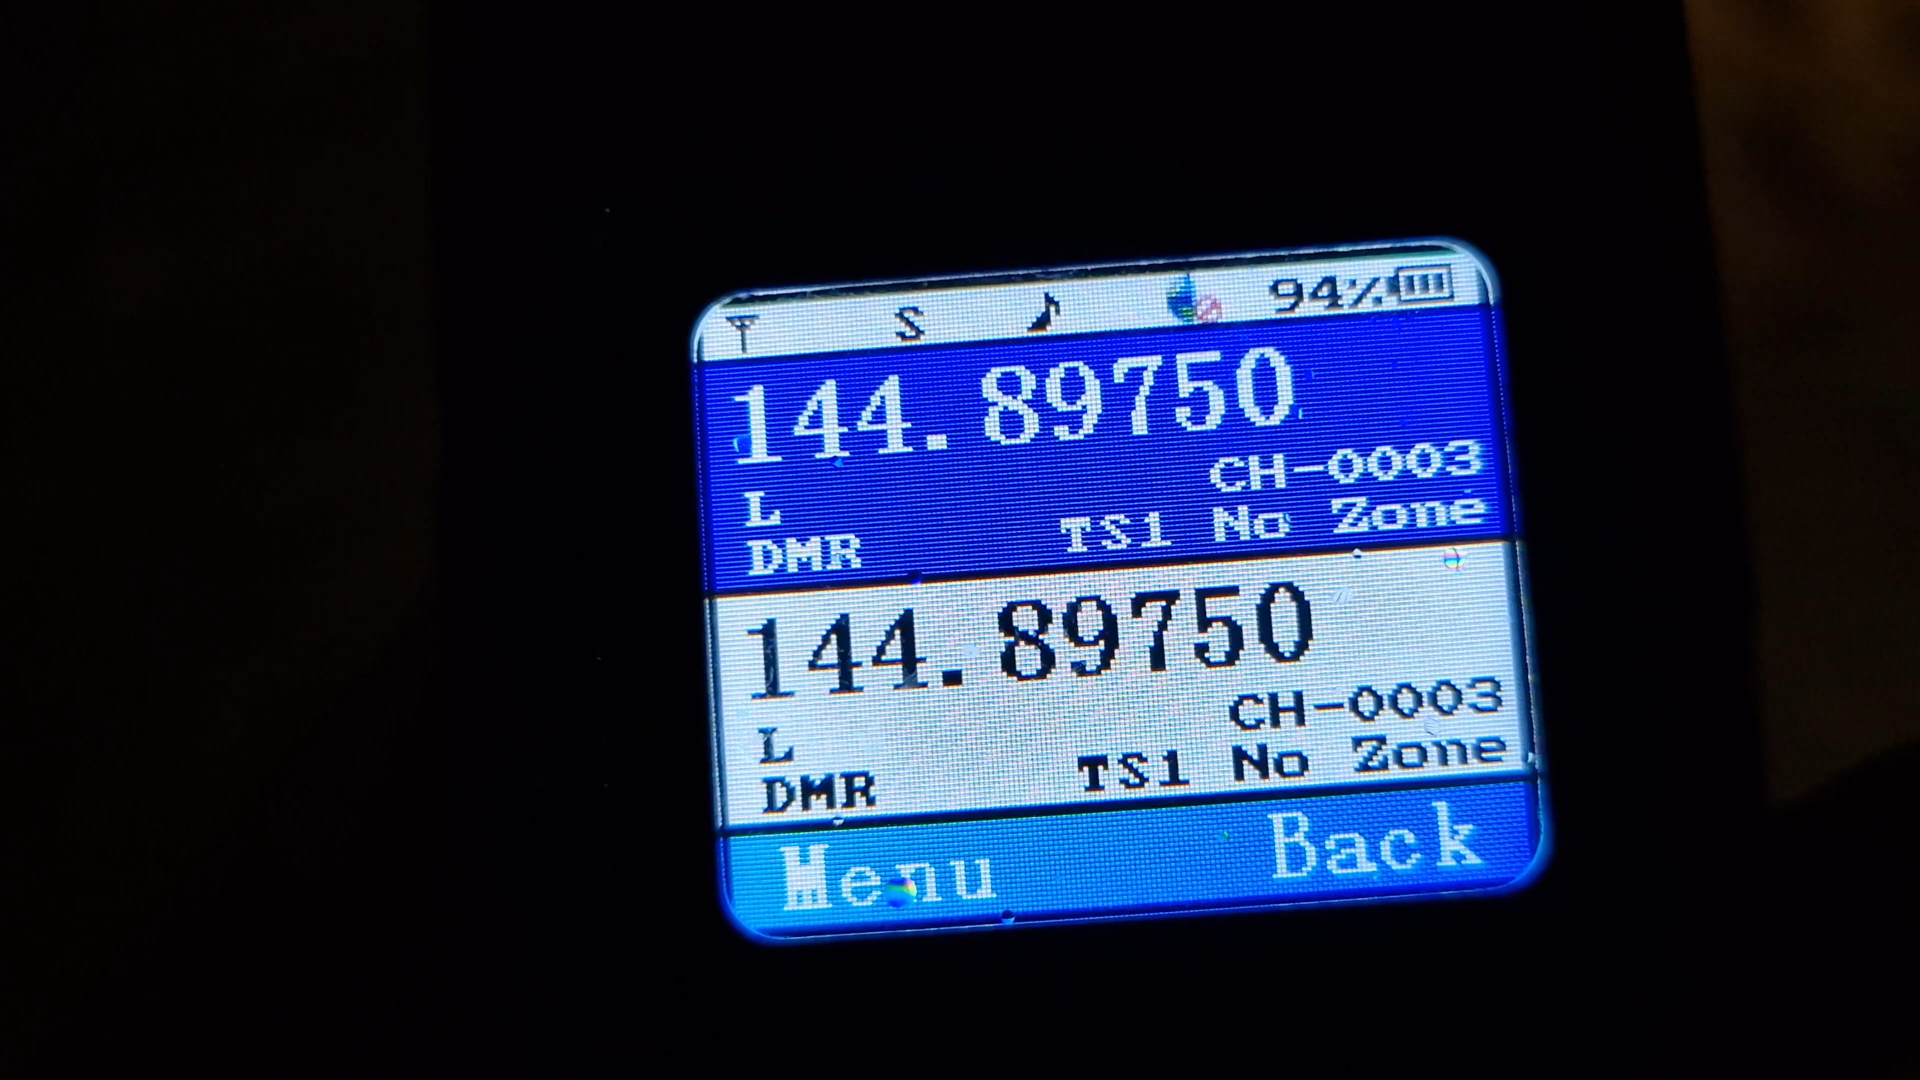 S 94%
144.89750
CH-0003
L
DMR TS1 No Zone
144.89750
CH-0003
L
DMR TS1 No Zone
Menu Back